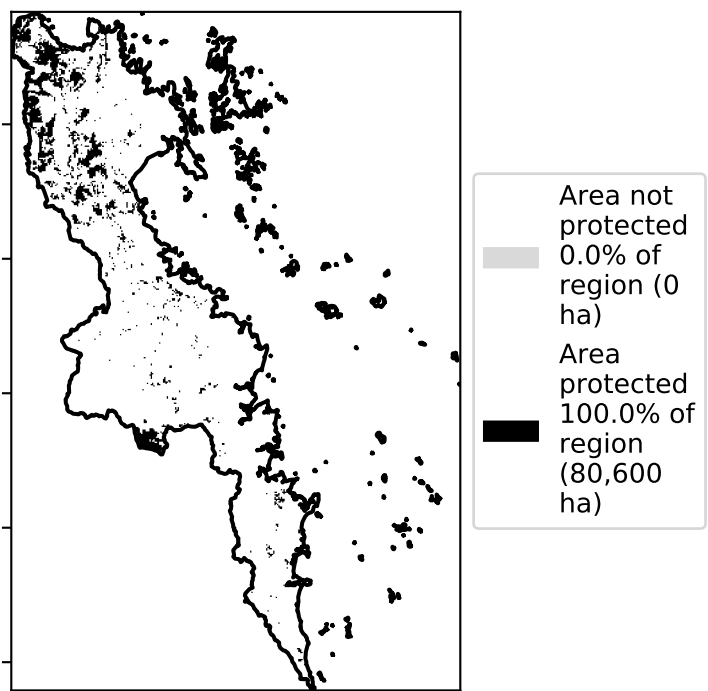 Area not
protected
0.0% of
region (0
ha)
Area
protected
100.0% of
region
(80,600
ha)